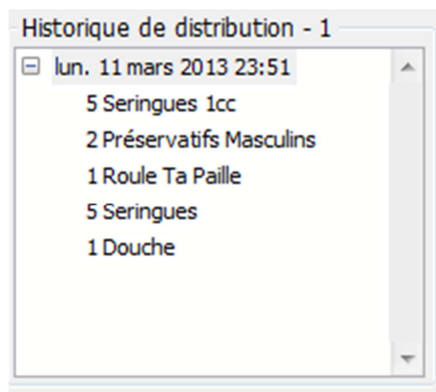 Historique de distribution - 1
lun. 11 mars 2013 23:51
5 Seringues 1cc
2 Préservatifs Masculins
1 Roule Ta Paille
5 Seringues
1 Douche